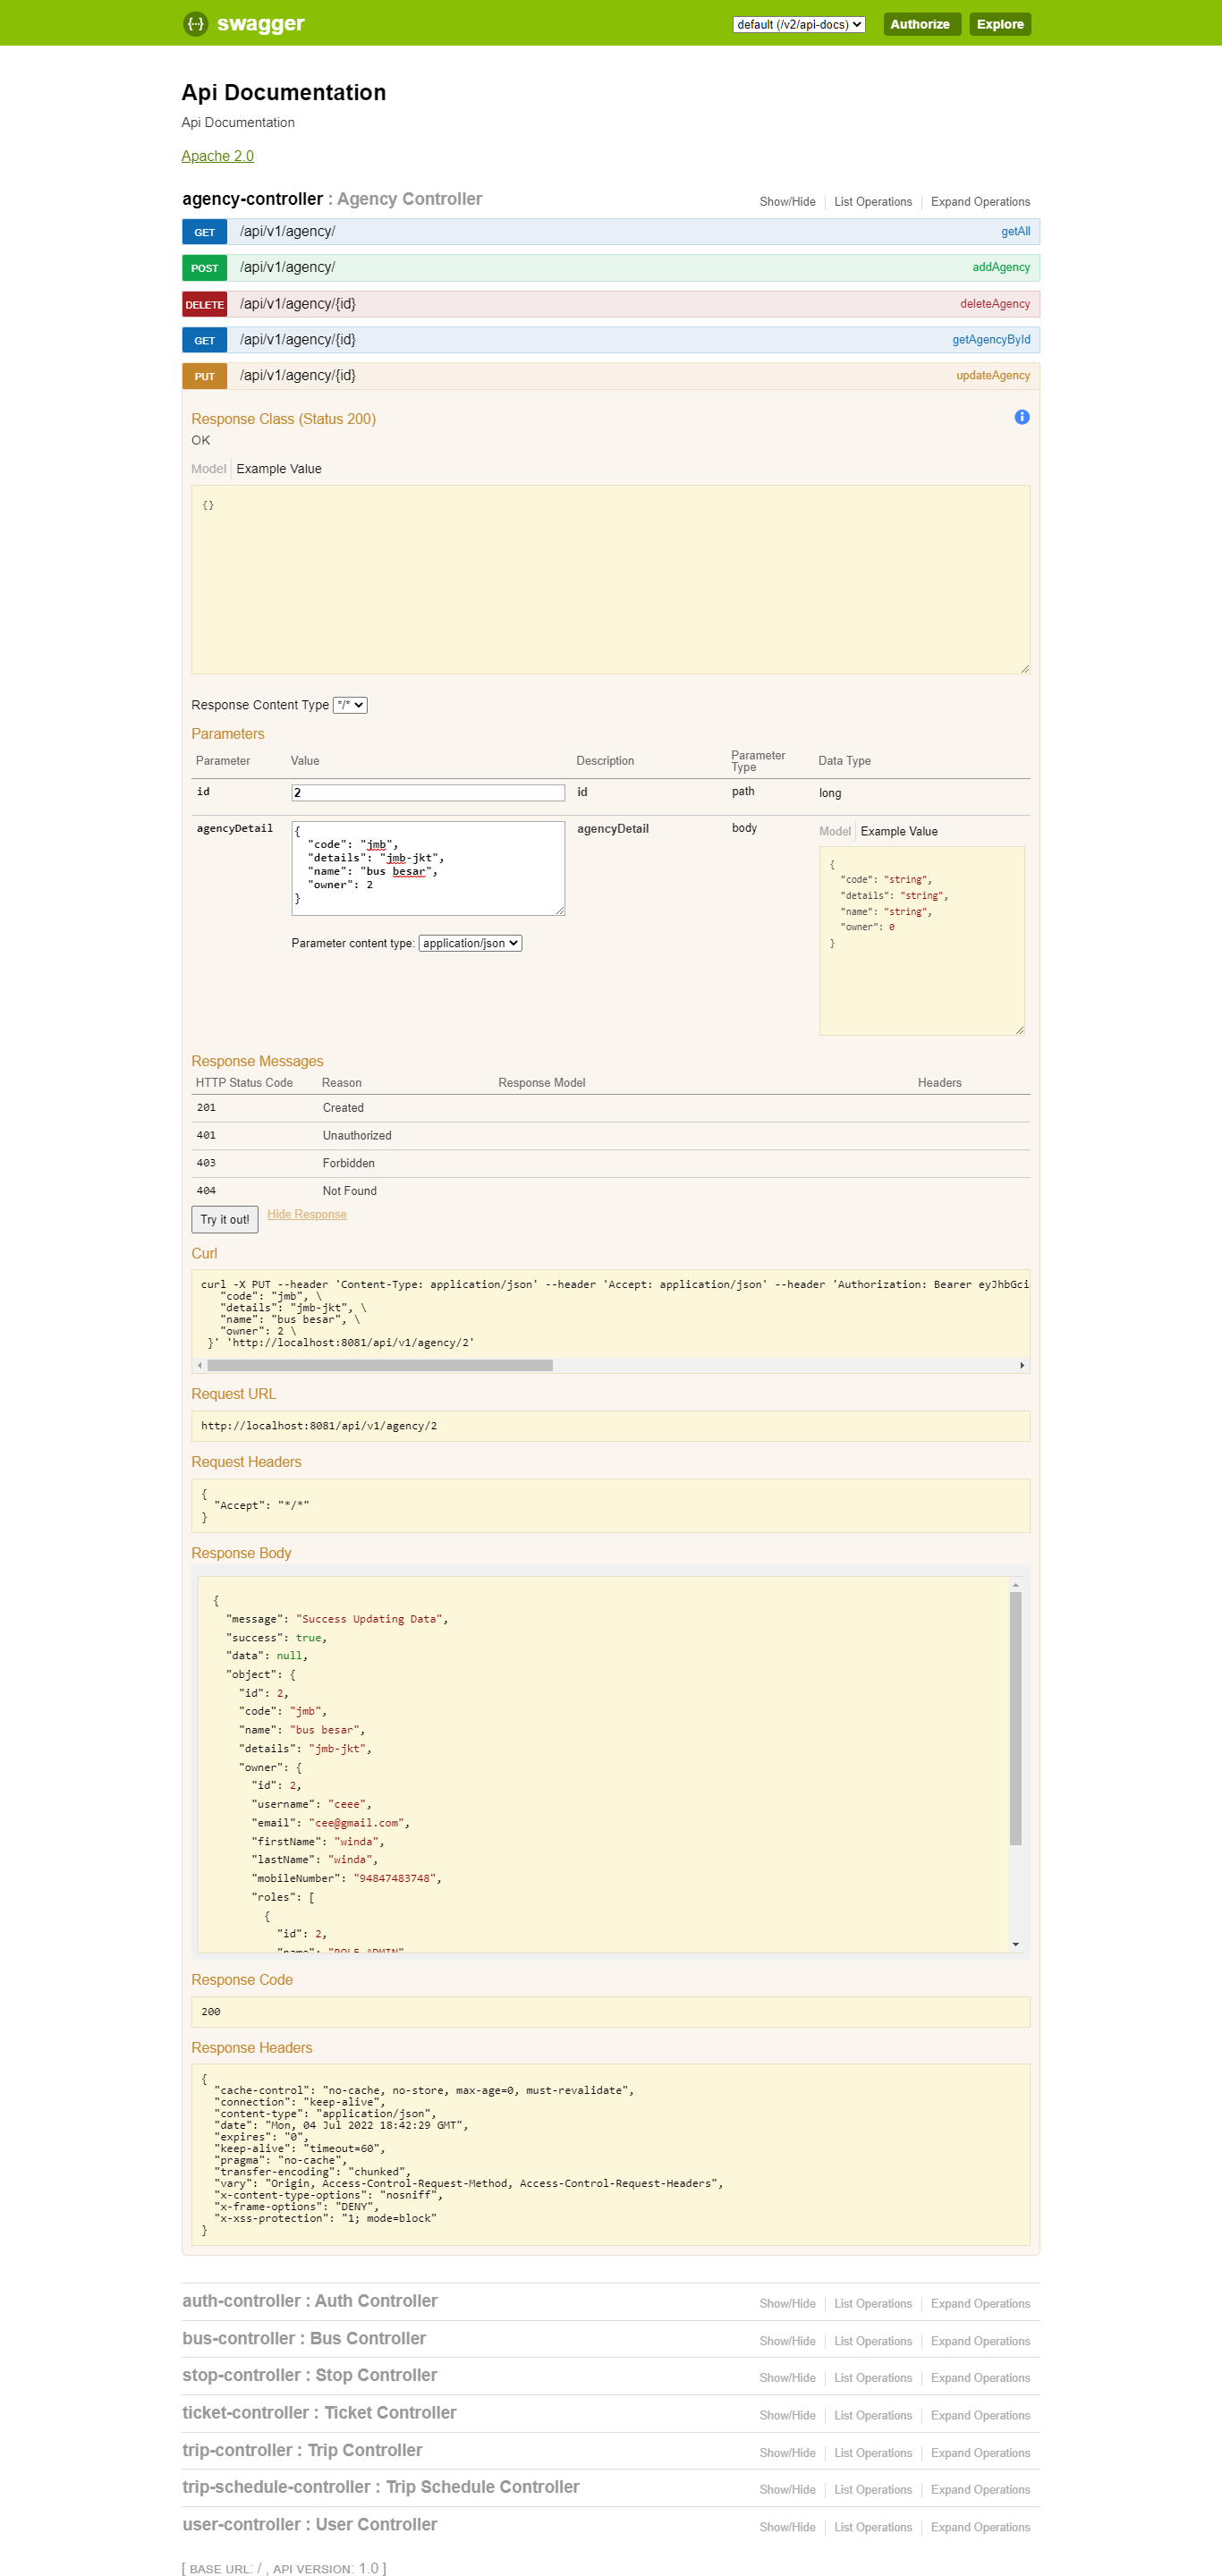 swagger
default (/v2/api-docs)
Authorize
Explore
Api Documentation
Api Documentation
Apache 2.0
agency-controller : Agency Controller
Show/Hide
List Operations
Expand Operations
GET /api/v1/agency/ getAll
POST /api/v1/agency/ addAgency
DELETE /api/v1/agency/{id} deleteAgency
GET /api/v1/agency/{id} getAgencyById
PUT /api/v1/agency/{id} updateAgency
Response Class (Status 200)
OK
Model Example Value
{}
Response Content Type */*
Parameters
Parameter Value Description Parameter Type Data Type
id 2 id path long
agencyDetail
{
"code": "jmb",
"details": "jmb-jkt",
"name": "bus besar",
"owner": 2
}
Parameter content type: application/json
agencyDetail
body
Model Example Value
{
"code": "string",
"details": "string",
"name": "string",
"owner": 0
}
Response Messages
HTTP Status Code Reason Response Model Headers
201 Created
401 Unauthorized
403 Forbidden
404 Not Found
Try it out! Hide Response
Curl
curl -X PUT --header 'Content-Type: application/json' --header 'Accept: application/json' --header 'Authorization: Bearer eyJhbGci
"code": "jmb", \
"details": "jmb-jkt", \
"name": "bus besar", \
"owner": 2 \
}' 'http://localhost:8081/api/v1/agency/2'
Request URL
http://localhost:8081/api/v1/agency/2
Request Headers
{
"Accept": "*/*"
}
Response Body
{
"message": "Success Updating Data",
"success": true,
"data": null,
"object": {
"id": 2,
"code": "jmb",
"name": "bus besar",
"details": "jmb-jkt",
"owner": {
"id": 2,
"username": "ceee",
"email": "cee@gmail.com",
"firstName": "winda",
"lastName": "winda",
"mobileNumber": "94847483748",
"roles": [
{
"id": 2,
"name": "ROLE_ADMIN"
Response Code
200
Response Headers
{
"cache-control": "no-cache, no-store, max-age=0, must-revalidate",
"connection": "keep-alive",
"content-type": "application/json",
"date": "Mon, 04 Jul 2022 18:42:29 GMT",
"expires": "0",
"keep-alive": "timeout=60",
"pragma": "no-cache",
"transfer-encoding": "chunked",
"vary": "Origin, Access-Control-Request-Method, Access-Control-Request-Headers",
"x-content-type-options": "nosniff",
"x-frame-options": "DENY",
"x-xss-protection": "1; mode=block"
}
auth-controller : Auth Controller Show/Hide List Operations Expand Operations
bus-controller : Bus Controller Show/Hide List Operations Expand Operations
stop-controller : Stop Controller Show/Hide List Operations Expand Operations
ticket-controller : Ticket Controller Show/Hide List Operations Expand Operations
trip-controller : Trip Controller Show/Hide List Operations Expand Operations
trip-schedule-controller : Trip Schedule Controller Show/Hide List Operations Expand Operations
user-controller : User Controller Show/Hide List Operations Expand Operations
[ BASE URL: / , API VERSION: 1.0 ]